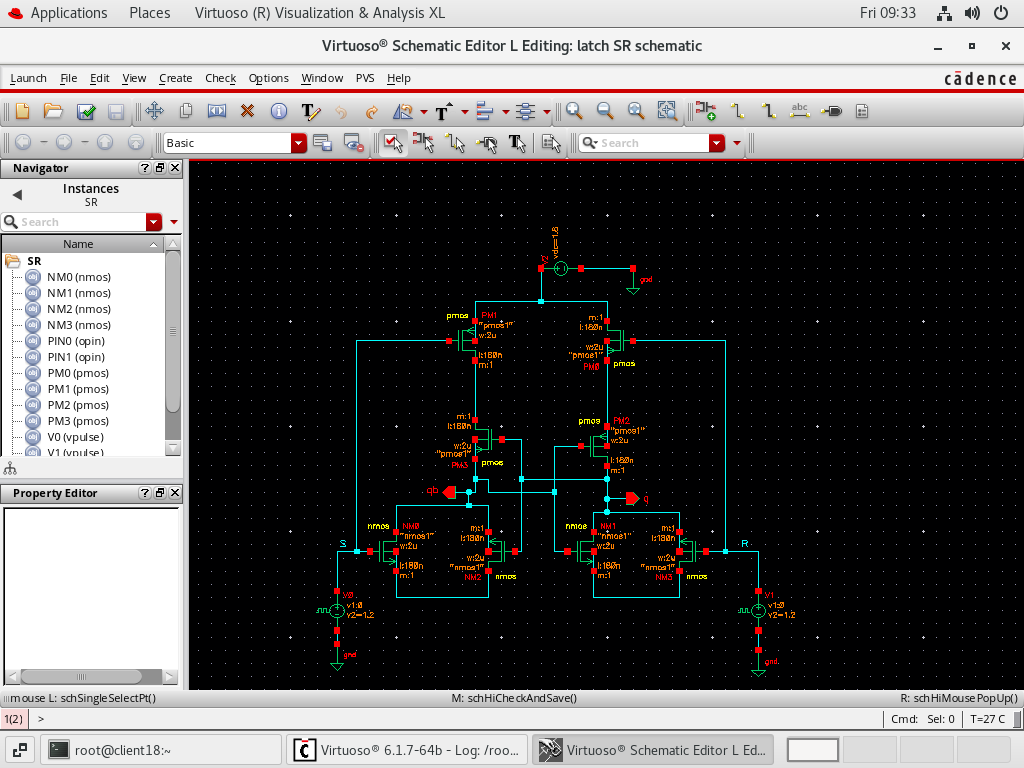 Applications Places Virtuoso (R) Visualization & Analysis XL Fri 09:33
Virtuoso® Schematic Editor L Editing: latch SR schematic
Launch File Edit View Create Check Options Window PVS Help cādence
abc
Basic
Search
Navigator
Instances
SR
Search
Name
SR
NM0 (nmos)
NM1 (nmos)
NM2 (nmos)
NM3 (nmos)
PIN0 (opin)
PIN1 (opin)
PM0 (pmos)
PM1 (pmos)
PM2 (pmos)
PM3 (pmos)
V0 (vpulse)
V1 (vpulse)
Property Editor
vdc=1.8
V2
gnd
pmos PM1
"pmos1"
w:2u
l:180n
m:1
m:1
l:180n
w:2u
"pmos1"
PM0
pmos
m:1
l:180n
w:2u
"pmos1"
PM3
pmos
pmos PM2
"pmos1"
w:2u
l:180n
m:1
qb
q
nmos NM0
"nmos1"
w:2u
l:180n
m:1
m:1
l:180n
w:2u
"nmos1"
NM2
nmos
nmos NM1
"nmos1"
w:2u
l:180n
m:1
m:1
l:180n
w:2u
"nmos1"
NM3
nmos
S
R
V0
v1:0
v2=1.2
gnd
V1
v1:0
v2=1.2
gnd
mouse L: schSingleSelectPt() M: schHiCheckAndSave() R: schHiMousePopUp()
1(2) > Cmd: Sel: 0 T=27 C
root@client18:~ Virtuoso® 6.1.7-64b - Log: /roo... Virtuoso® Schematic Editor L Ed...